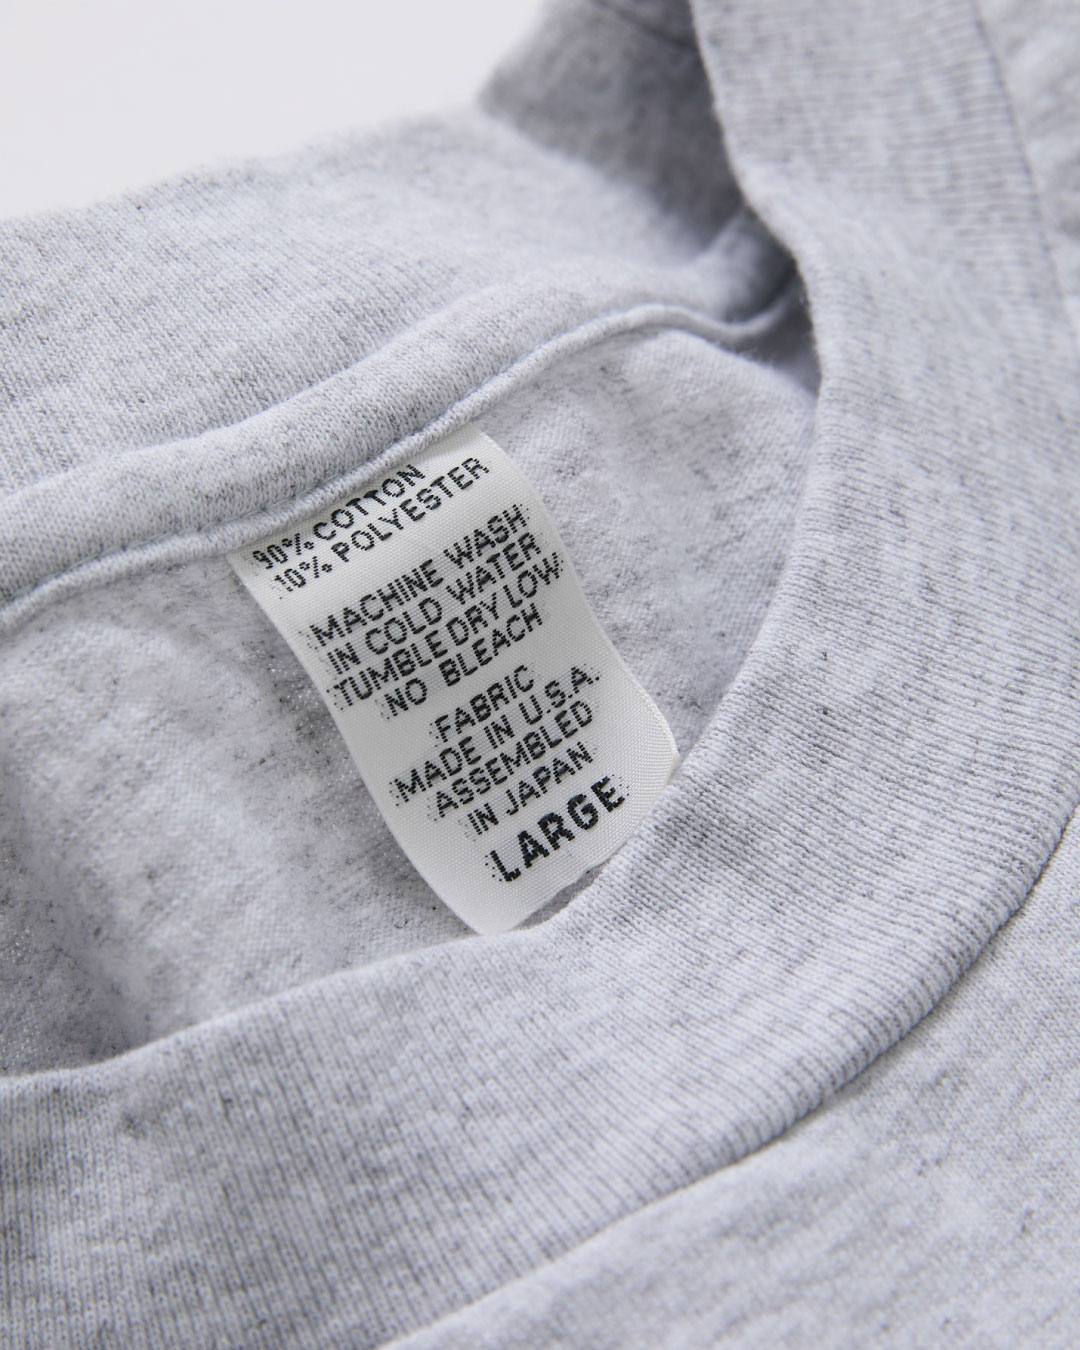 90% COTTON
10% POLYESTER
MACHINE WASH
IN COLD WATER
TUMBLE DRY LOW
NO BLEACH
FABRIC
MADE IN U.S.A.
ASSEMBLED
IN JAPAN
LARGE